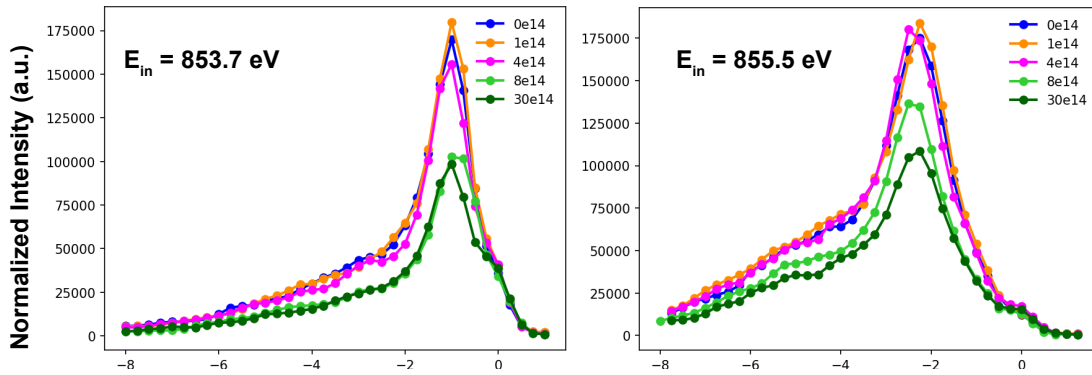 Normalized Intensity (a.u.)
175000
150000
125000
100000
75000
50000
25000
0
E_in = 853.7 eV
0e14
1e14
4e14
8e14
30e14
−8
−6
−4
−2
0
175000
150000
125000
100000
75000
50000
25000
0
E_in = 855.5 eV
0e14
1e14
4e14
8e14
30e14
−8
−6
−4
−2
0